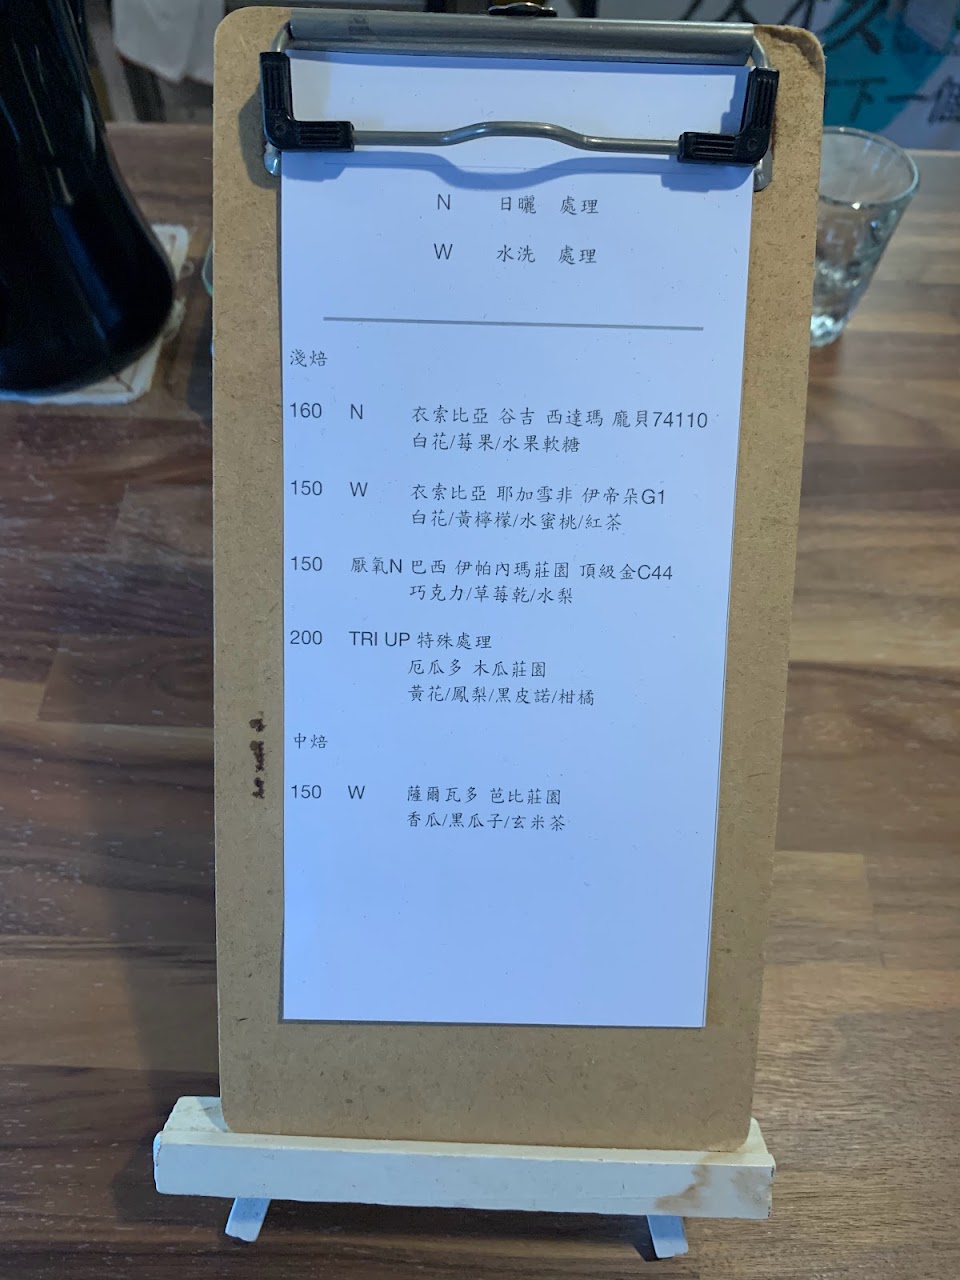 N 日曬 處理
W 水洗 處理
淺焙
160 N 衣索比亞 谷吉 西達瑪 龐貝74110
白花/莓果/水果軟糖
150 W 衣索比亞 耶加雪非 伊帝朵G1
白花/黃檸檬/水蜜桃/紅茶
150 厭氧N 巴西 伊帕內瑪莊園 頂級金C44
巧克力/草莓乾/水梨
200 TRI UP 特殊處理
厄瓜多 木瓜莊園
黃花/鳳梨/黑皮諾/柑橘
中焙
150 W 薩爾瓦多 芭比莊園
香瓜/黑瓜子/玄米茶
下一個